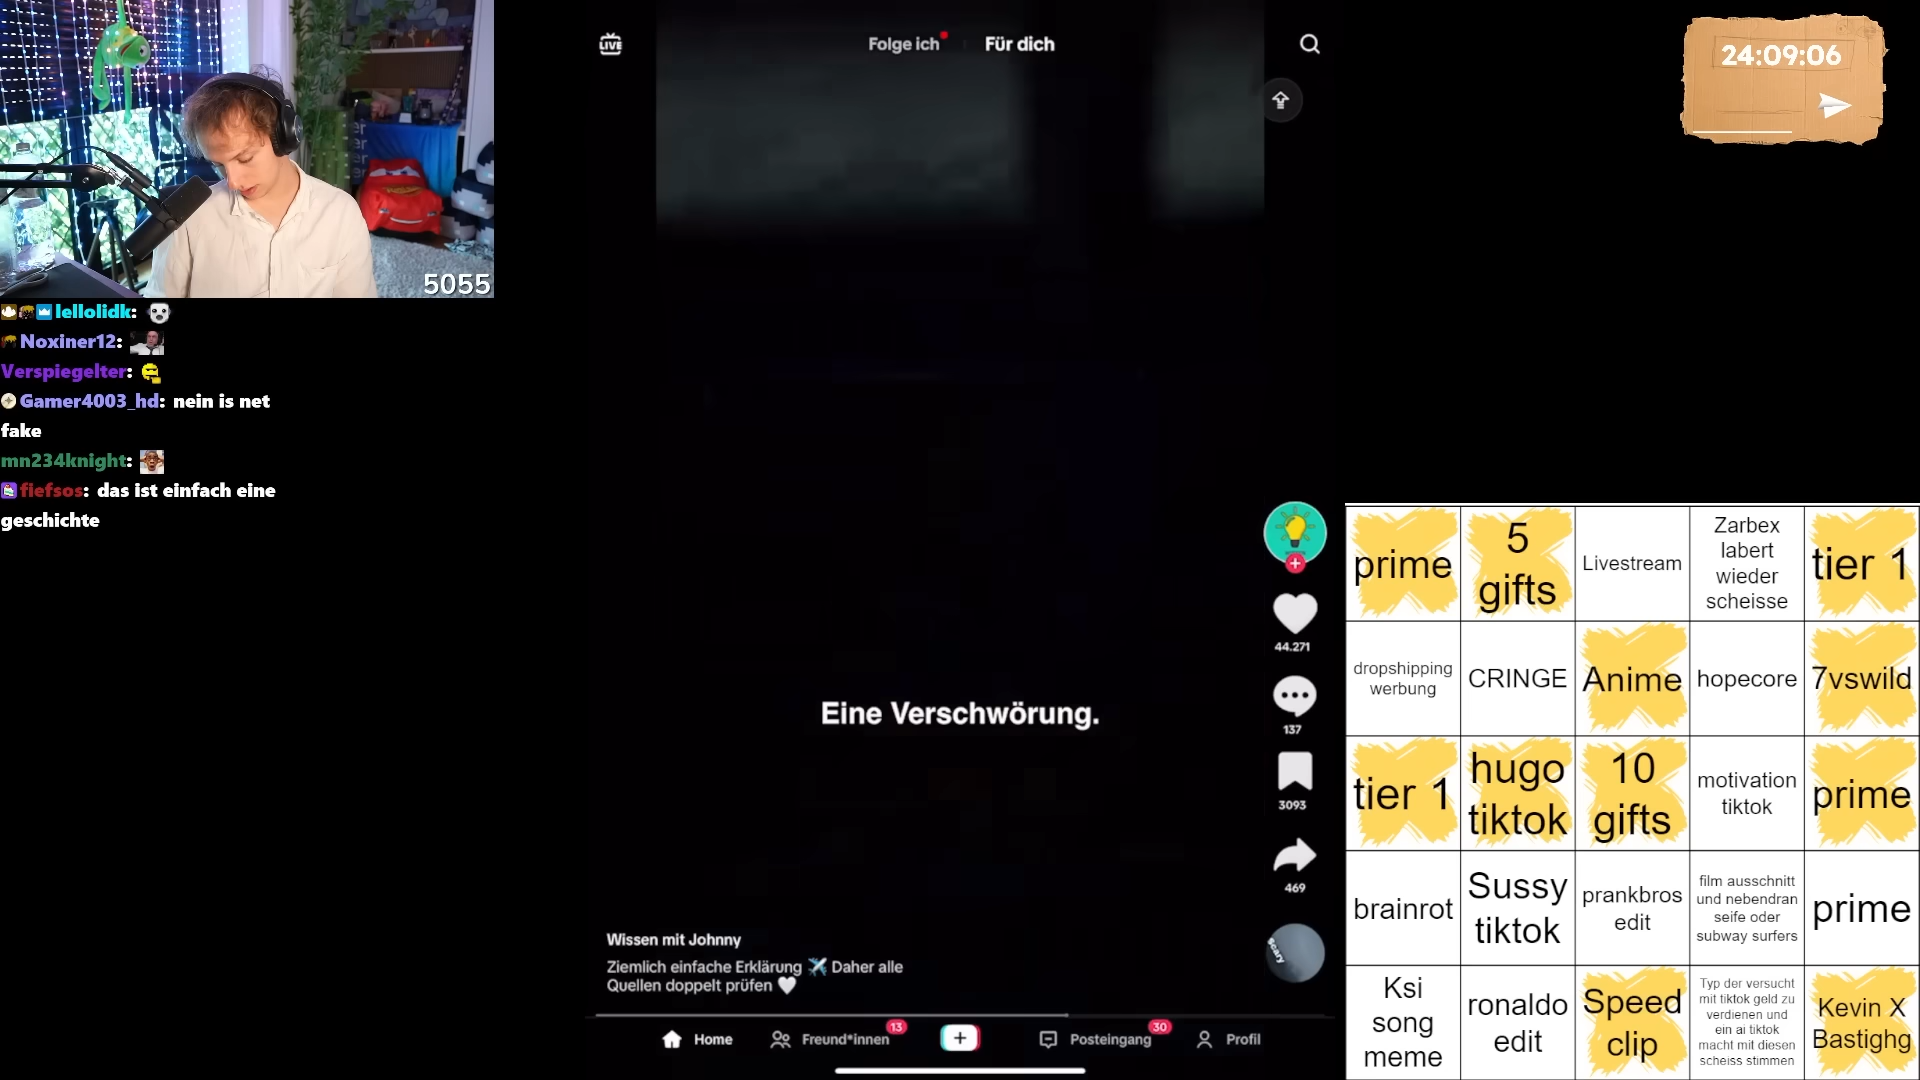 LIVE
Folge ich
Für dich
24:09:06
5055
lellolidk:
Noxiner12:
Verspiegelter:
Gamer4003_hd: nein is net
fake
mn234knight:
fiefsos: das ist einfach eine
geschichte
Eine Verschwörung.
44.271
137
3093
469
Scary
Wissen mit Johnny
Ziemlich einfache Erklärung ✈️ Daher alle
Quellen doppelt prüfen 🤍
Home
Freund*innen
13
Posteingang
30
Profil
prime
5
gifts
Livestream
Zarbex
labert
wieder
scheisse
tier 1
dropshipping
werbung
CRINGE
Anime
hopecore
7vswild
tier 1
hugo
tiktok
10
gifts
motivation
tiktok
prime
brainrot
Sussy
tiktok
prankbros
edit
film ausschnitt
und nebendran
seife oder
subway surfers
prime
Ksi
song
meme
ronaldo
edit
Speed
clip
Typ der versucht
mit tiktok geld zu
verdienen und
ein ai tiktok
macht mit diesen
scheiss stimmen
Kevin X
Bastighg